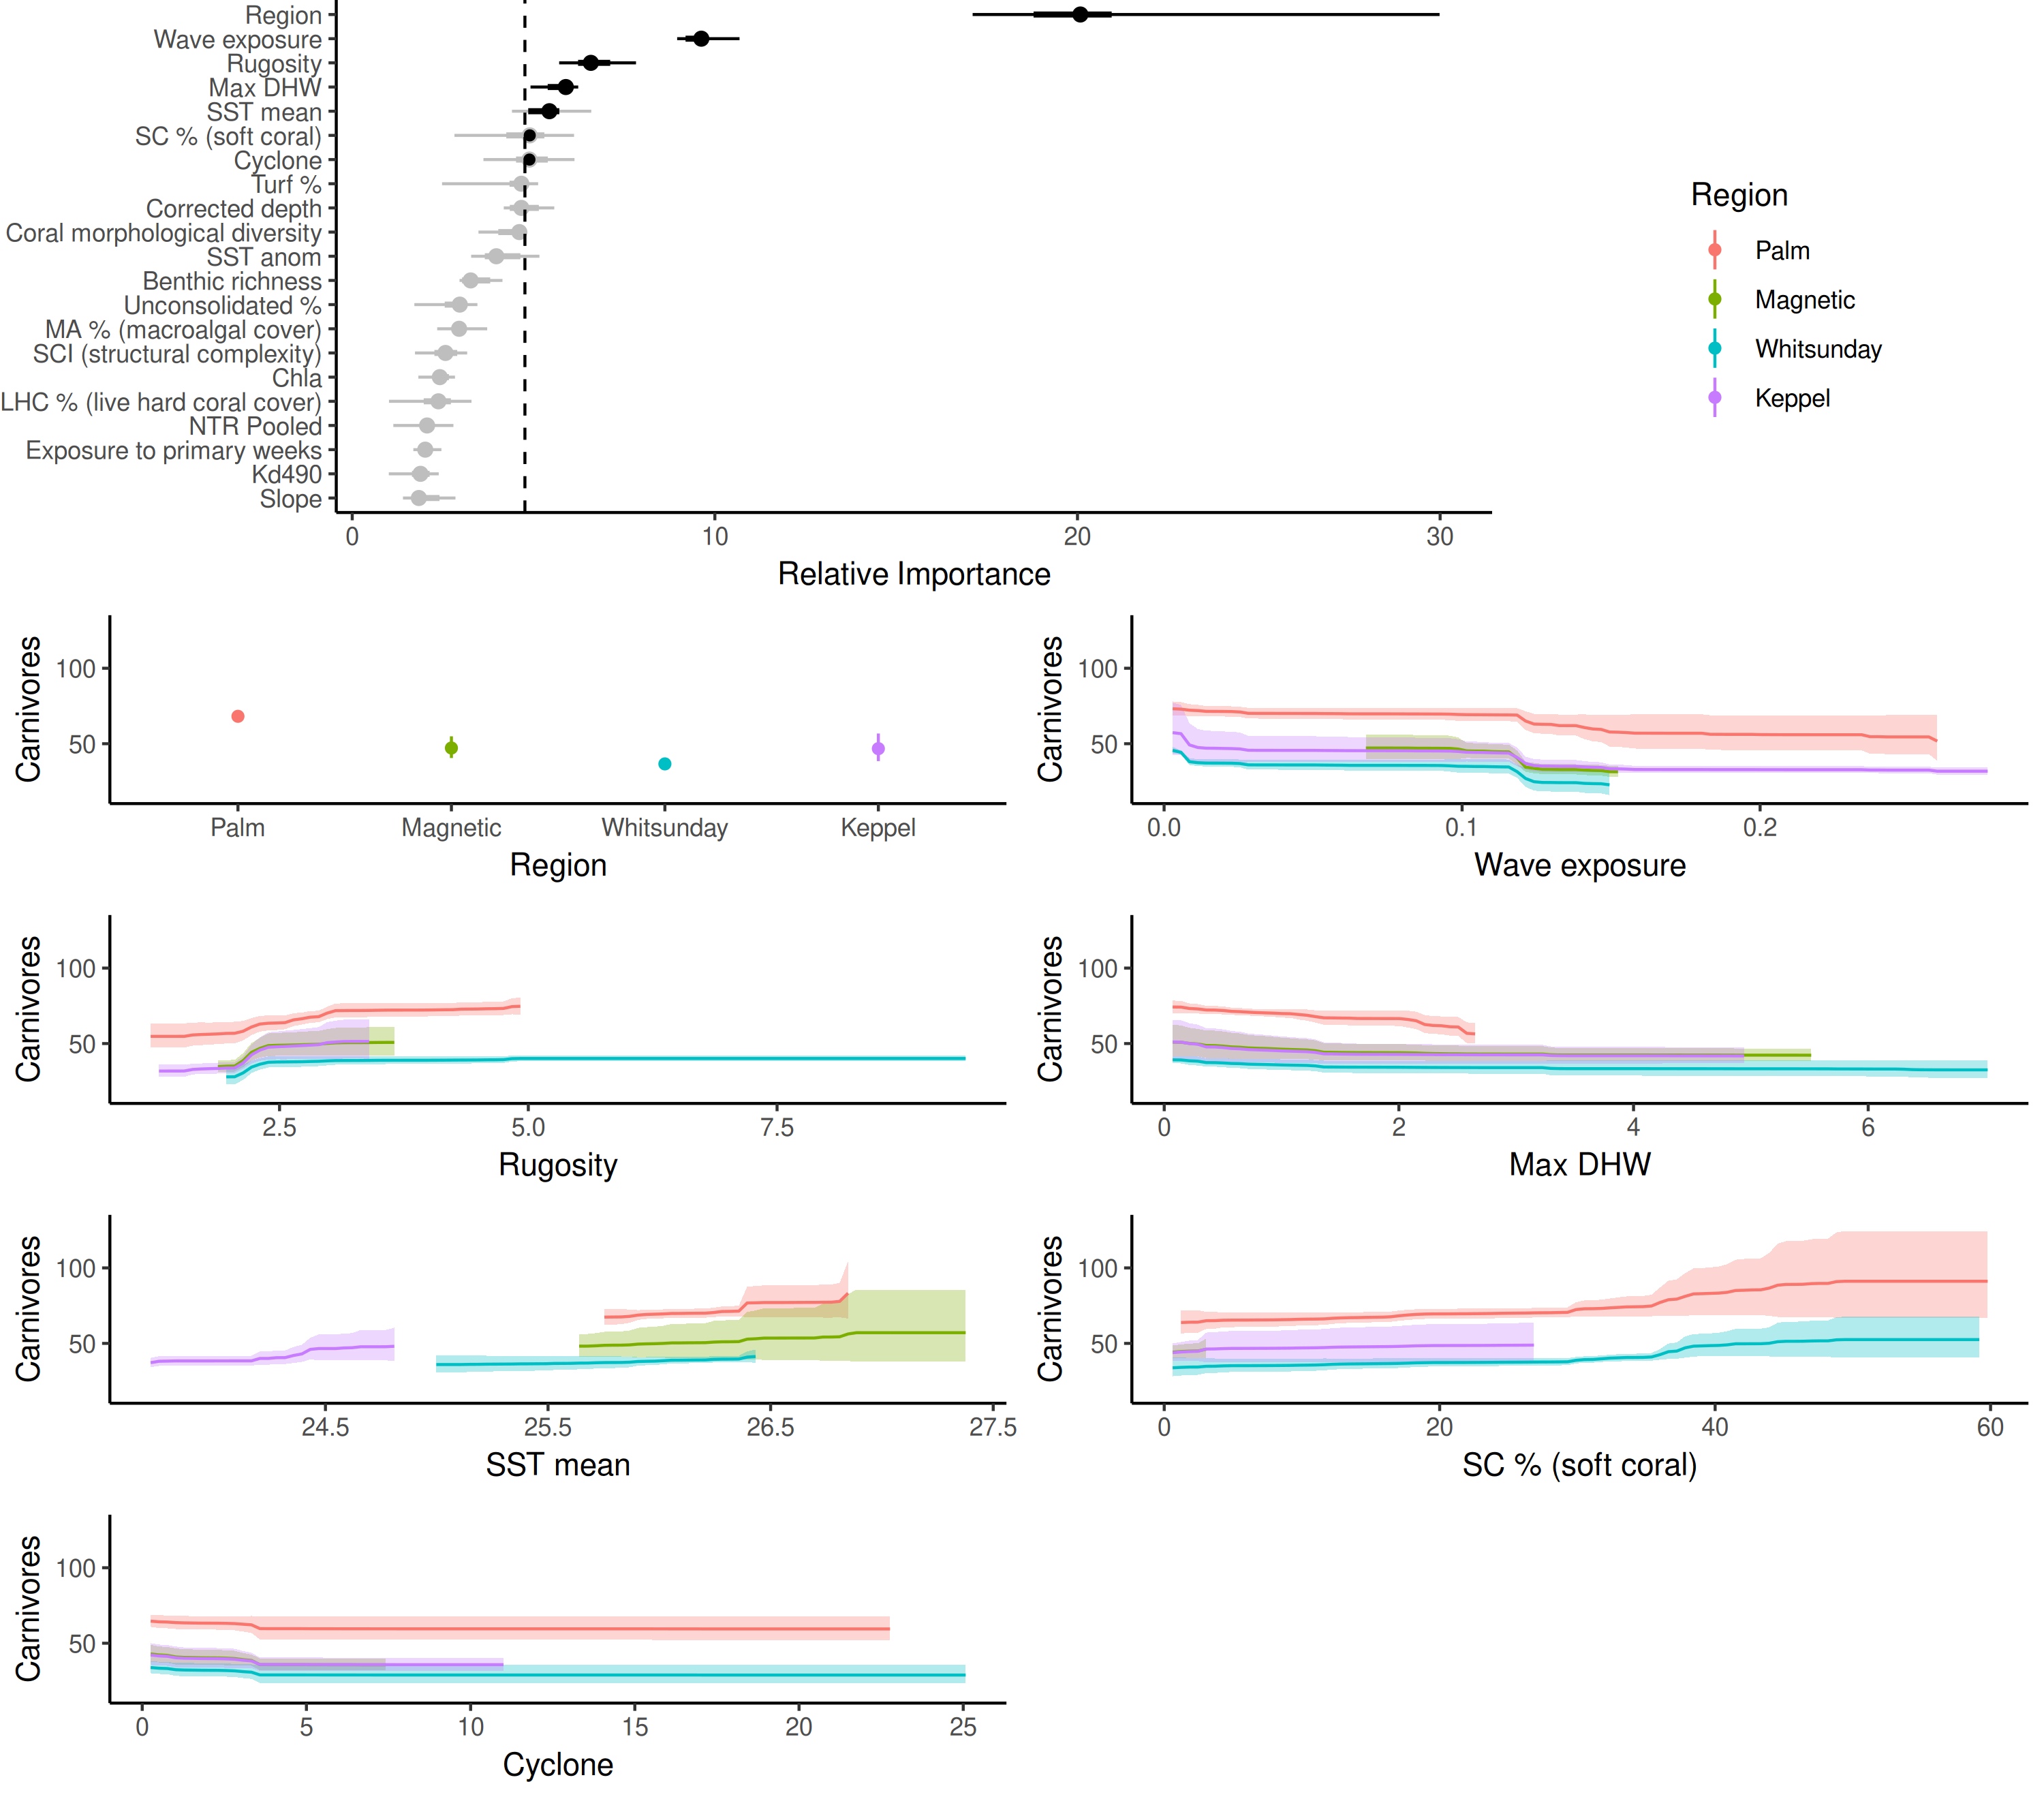 Region
Wave exposure
Rugosity
Max DHW
SST mean
SC % (soft coral)
Cyclone
Turf %
Corrected depth
Coral morphological diversity
SST anom
Benthic richness
Unconsolidated %
MA % (macroalgal cover)
SCI (structural complexity)
Chla
LHC % (live hard coral cover)
NTR Pooled
Exposure to primary weeks
Kd490
Slope
0 10 20 30
Relative Importance
Region
Palm
Magnetic
Whitsunday
Keppel
Carnivores
100
50
Palm Magnetic Whitsunday Keppel
Region
Carnivores
100
50
0.0 0.1 0.2
Wave exposure
Carnivores
100
50
2.5 5.0 7.5
Rugosity
Carnivores
100
50
0 2 4 6
Max DHW
Carnivores
100
50
24.5 25.5 26.5 27.5
SST mean
Carnivores
100
50
0 20 40 60
SC % (soft coral)
Carnivores
100
50
0 5 10 15 20 25
Cyclone